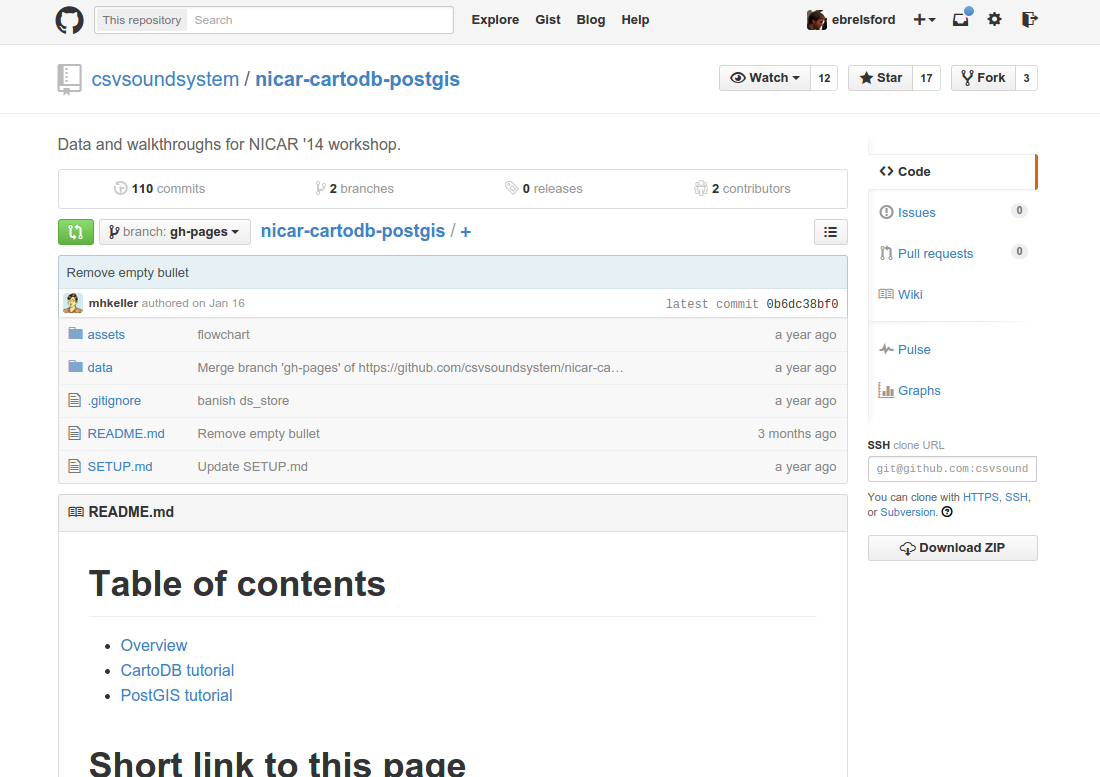 This repository Search Explore Gist Blog Help ebrelsford
csvsoundsystem / nicar-cartodb-postgis Watch 12 Star 17 Fork 3
Data and walkthroughs for NICAR '14 workshop.
110 commits 2 branches 0 releases 2 contributors
branch: gh-pages nicar-cartodb-postgis / +
Remove empty bullet
mhkeller authored on Jan 16 latest commit 0b6dc38bf0
assets flowchart a year ago
data Merge branch 'gh-pages' of https://github.com/csvsoundsystem/nicar-ca… a year ago
.gitignore banish ds_store a year ago
README.md Remove empty bullet 3 months ago
SETUP.md Update SETUP.md a year ago
README.md
Table of contents
• Overview
• CartoDB tutorial
• PostGIS tutorial
Short link to this page
Code
Issues 0
Pull requests 0
Wiki
Pulse
Graphs
SSH clone URL
git@github.com:csvsound
You can clone with HTTPS, SSH,
or Subversion.
Download ZIP